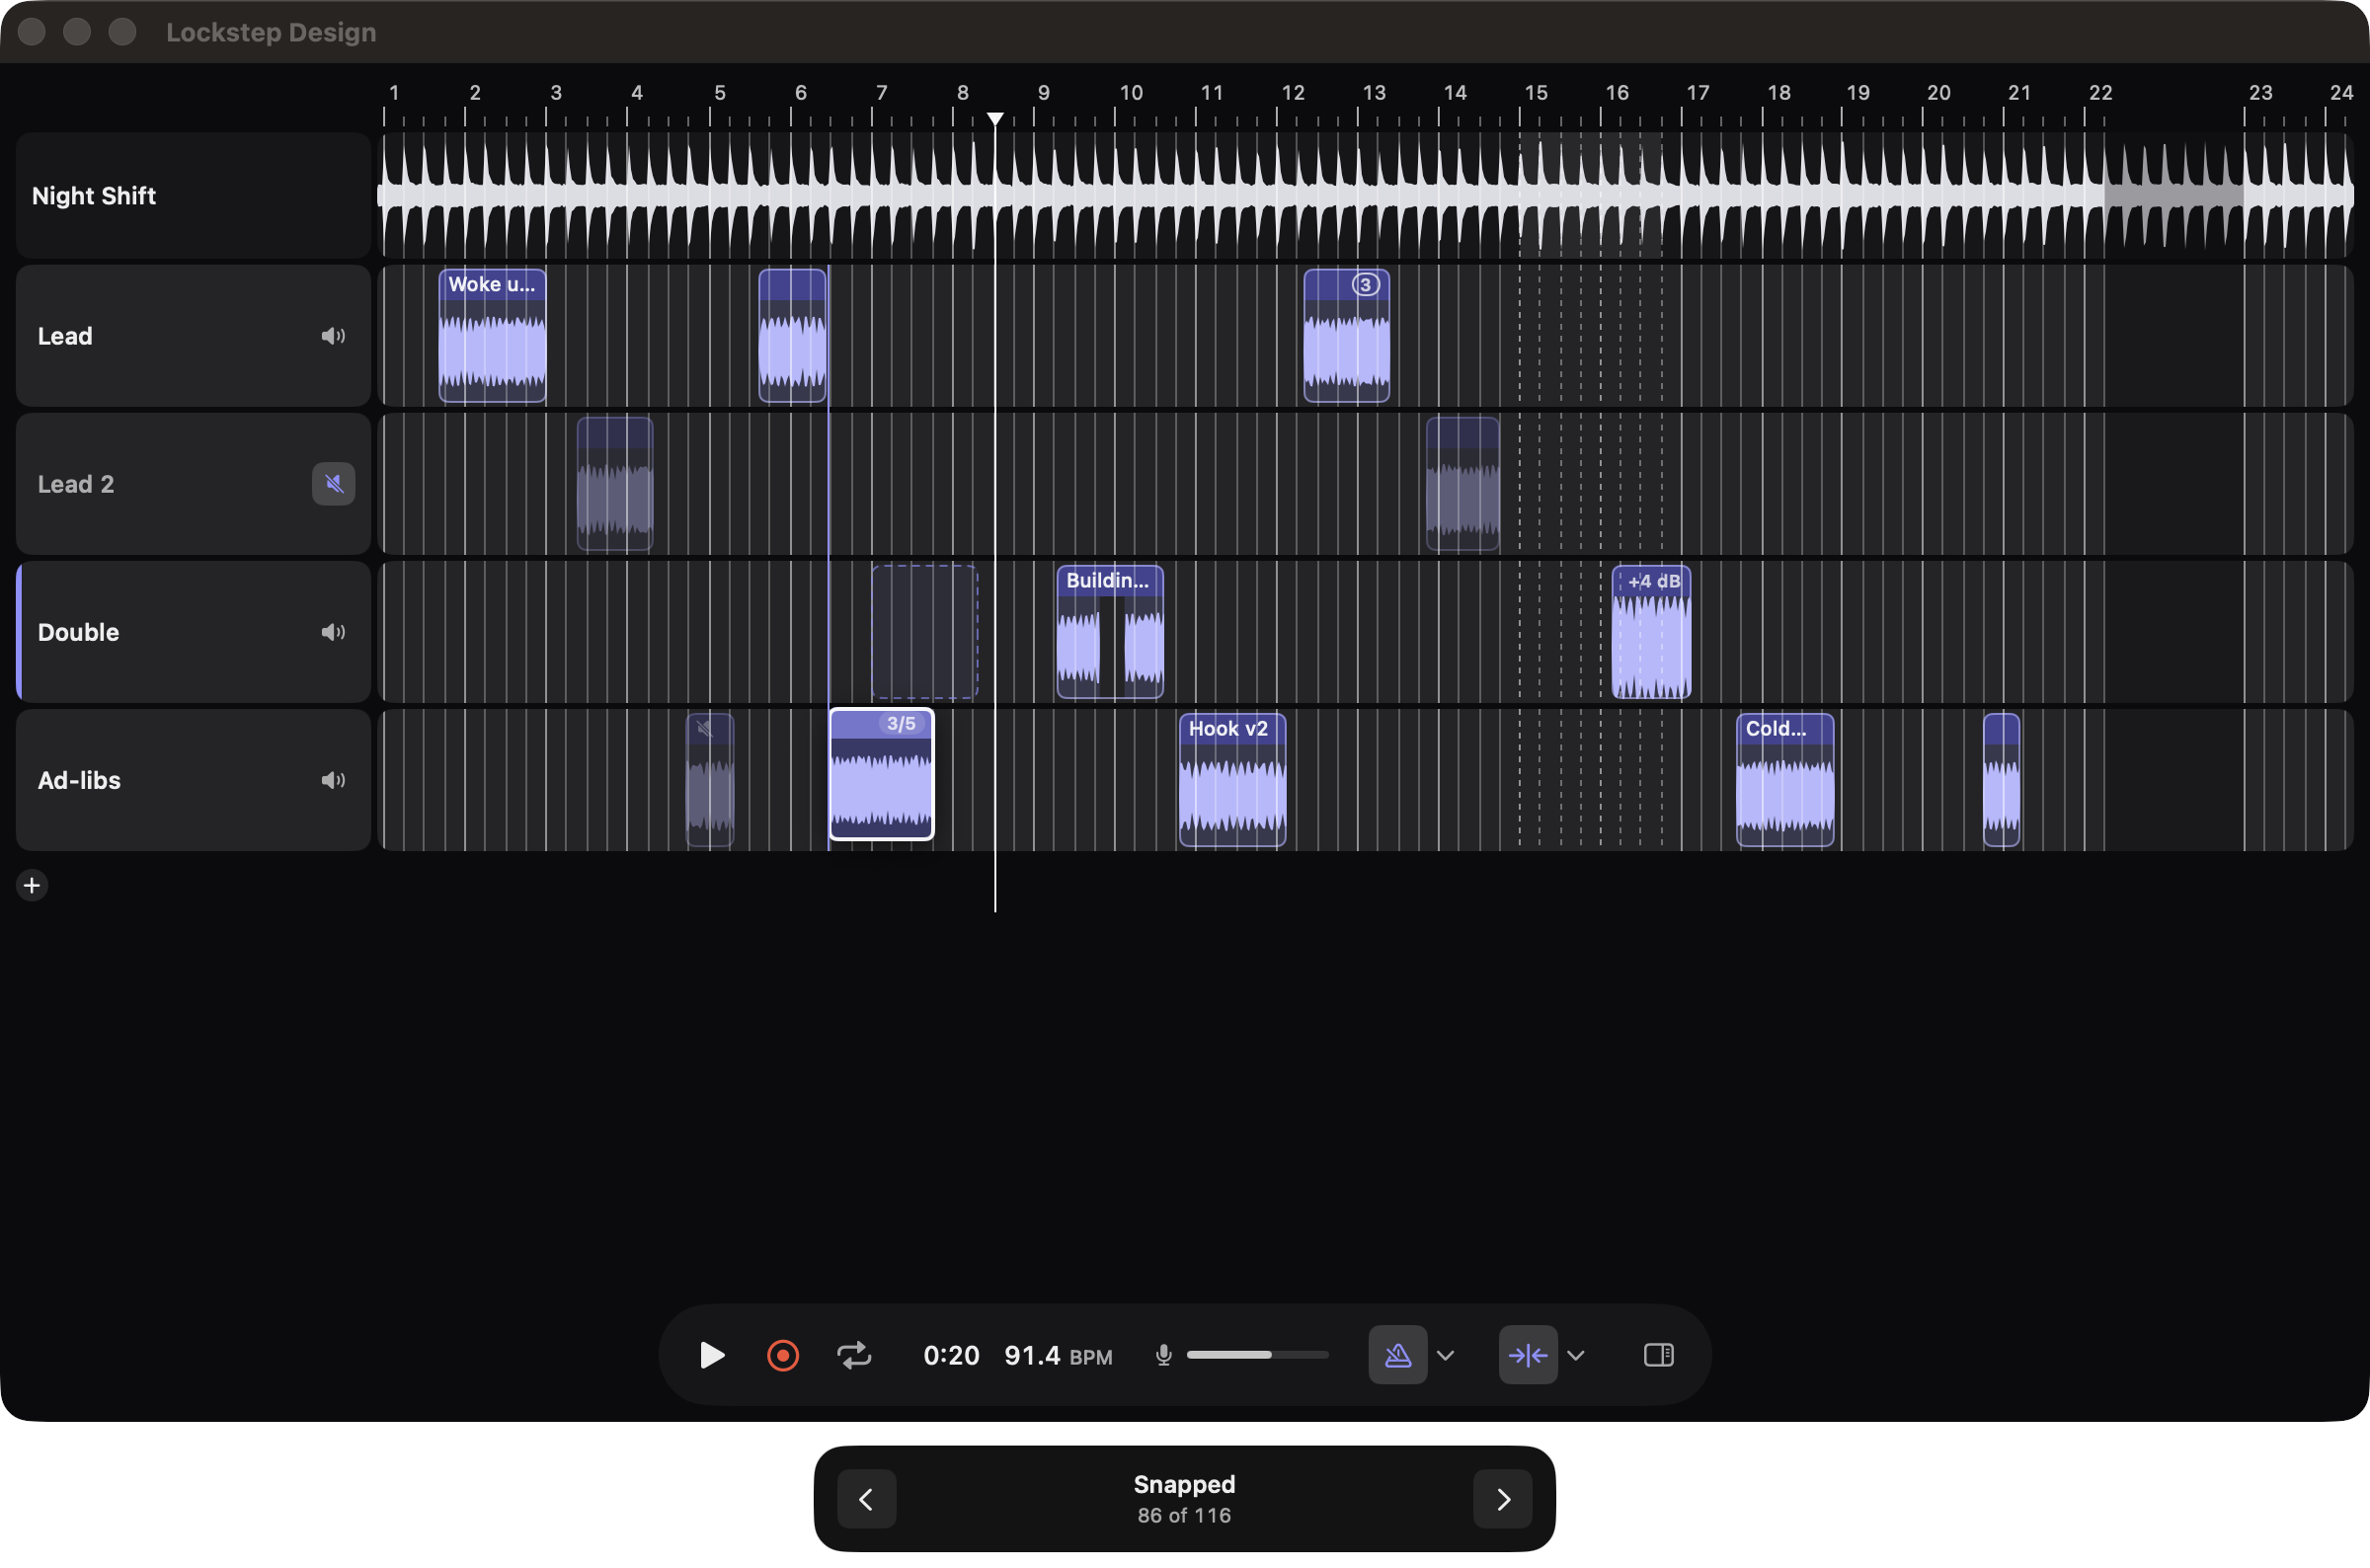 Lockstep Design
1 2 3 4 5 6 7 8 9 10 11 12 13 14 15 16 17 18 19 20 21 22 23 24
Night Shift
Lead
Woke u...
3
Lead 2
Double
Buildin...
+4 dB
Ad-libs
3/5
Hook v2
Cold...
0:20 91.4 BPM
Snapped
86 of 116